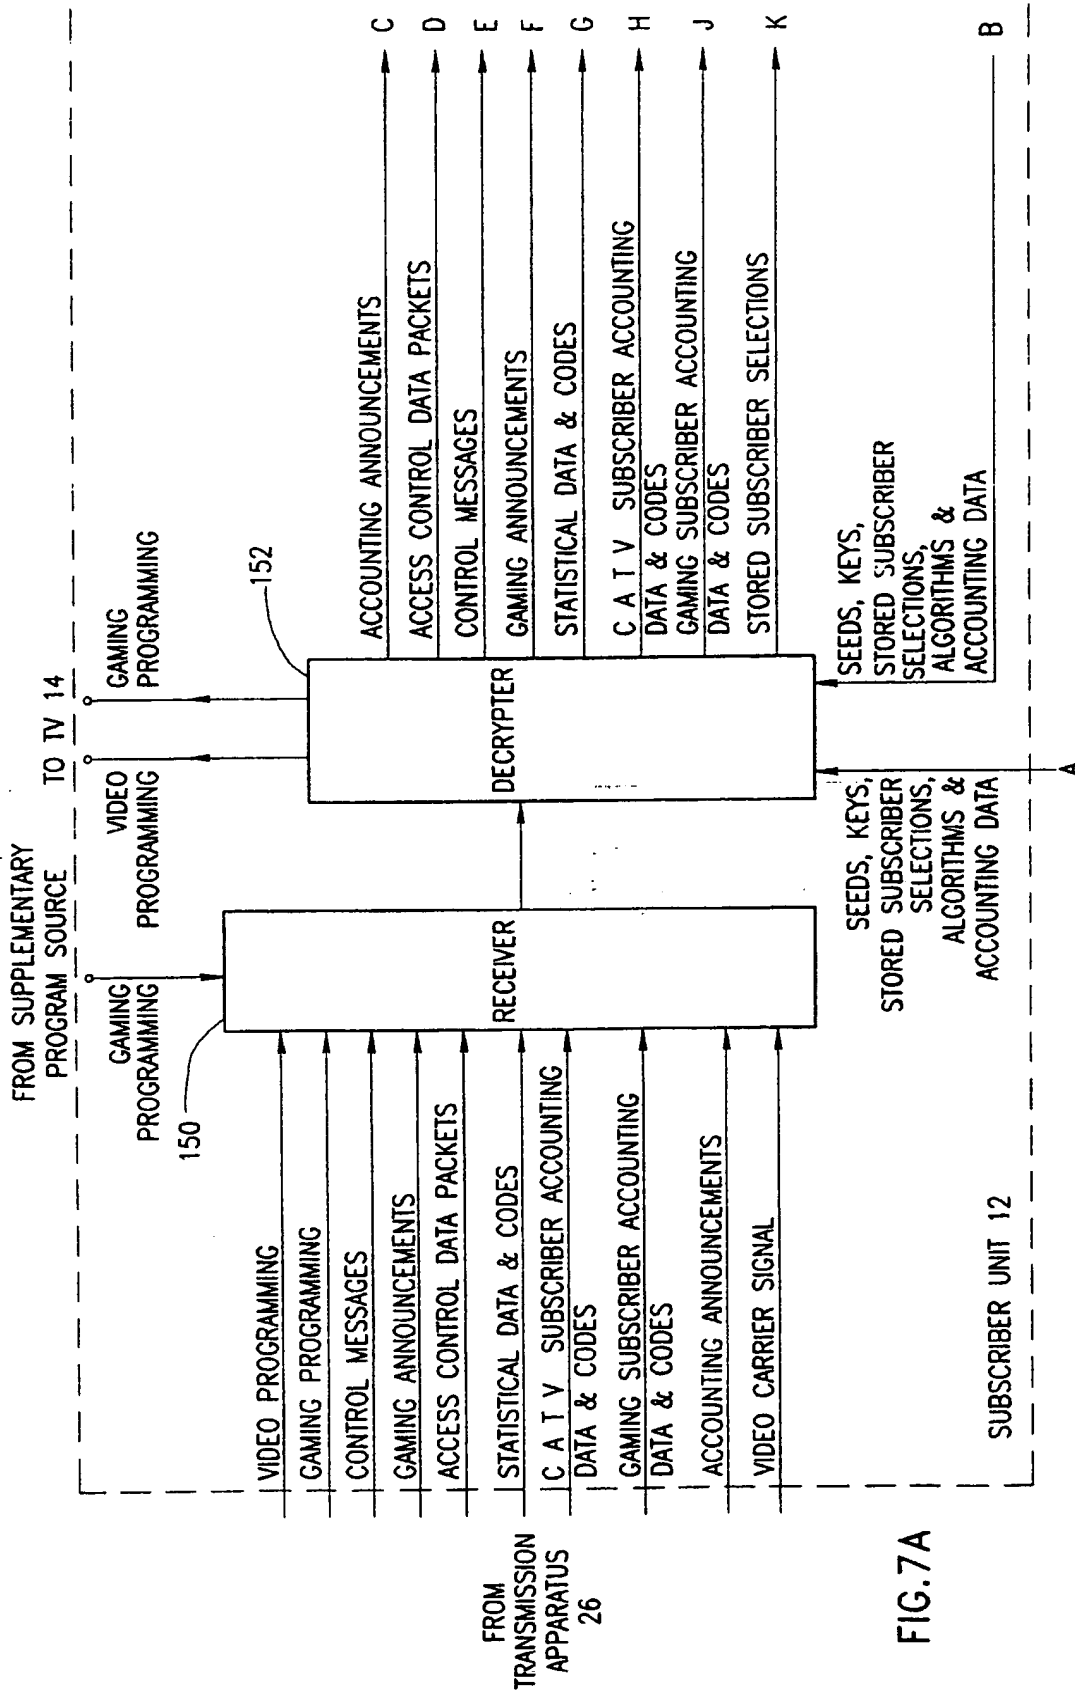 FROM SUPPLEMENTARY
PROGRAM SOURCE
TO TV 14
GAMING
PROGRAMMING
VIDEO
PROGRAMMING
GAMING
PROGRAMMING
150
152
FROM
TRANSMISSION
APPARATUS
26
VIDEO PROGRAMMING
GAMING PROGRAMMING
CONTROL MESSAGES
GAMING ANNOUNCEMENTS
ACCESS CONTROL DATA PACKETS
STATISTICAL DATA & CODES
C A T V SUBSCRIBER ACCOUNTING
DATA & CODES
GAMING SUBSCRIBER ACCOUNTING
DATA & CODES
ACCOUNTING ANNOUNCEMENTS
VIDEO CARRIER SIGNAL
RECEIVER
DECRYPTER
ACCOUNTING ANNOUNCEMENTS
C
ACCESS CONTROL DATA PACKETS
D
CONTROL MESSAGES
E
GAMING ANNOUNCEMENTS
F
STATISTICAL DATA & CODES
G
C A T V SUBSCRIBER ACCOUNTING
DATA & CODES
H
GAMING SUBSCRIBER ACCOUNTING
DATA & CODES
J
STORED SUBSCRIBER SELECTIONS
K
SEEDS, KEYS,
STORED SUBSCRIBER
SELECTIONS,
ALGORITHMS &
ACCOUNTING DATA
A
SEEDS, KEYS,
STORED SUBSCRIBER
SELECTIONS,
ALGORITHMS &
ACCOUNTING DATA
B
SUBSCRIBER UNIT 12
FIG.7A